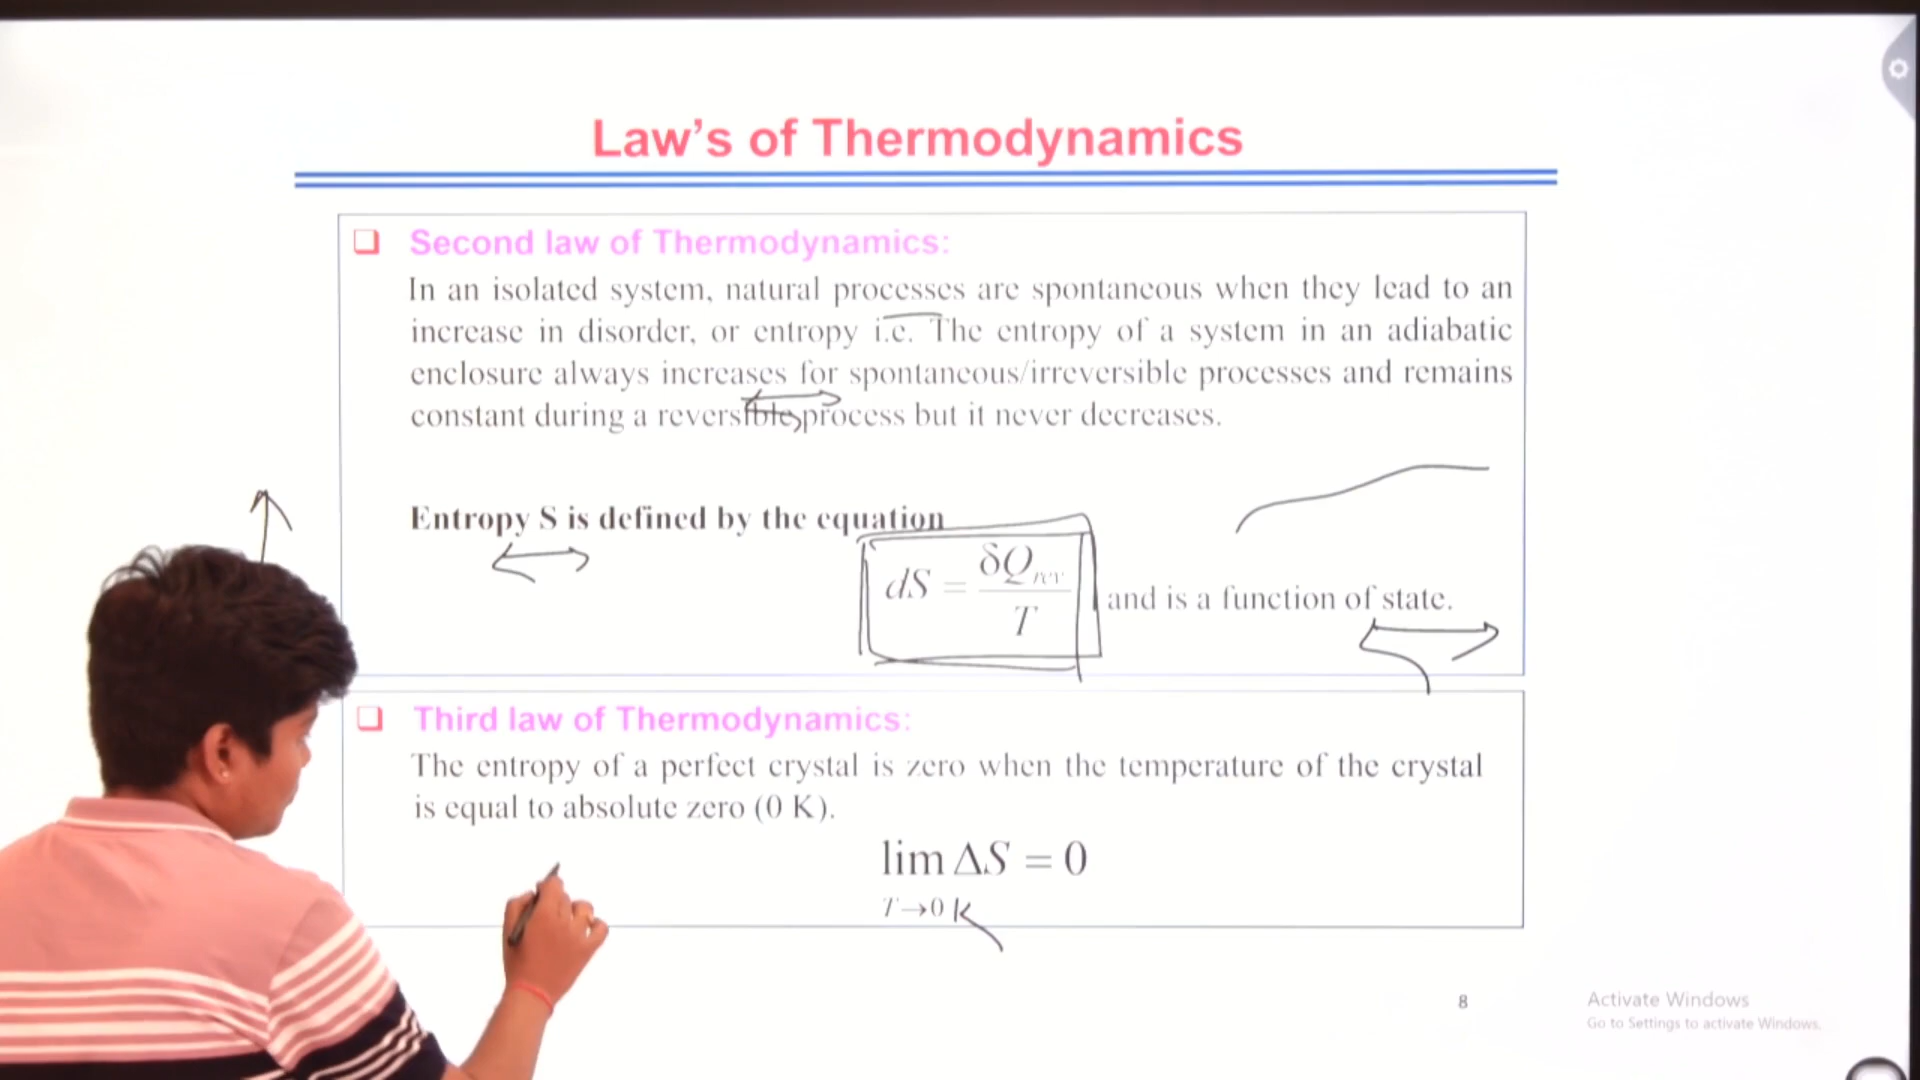 Law's of Thermodynamics
❑ Second law of Thermodynamics:
In an isolated system, natural processes are spontaneous when they lead to an
increase in disorder, or entropy i.e. The entropy of a system in an adiabatic
enclosure always increases for spontaneous/irreversible processes and remains
constant during a reversible process but it never decreases.
Entropy S is defined by the equation
dS = δQrev / T and is a function of state.
❑ Third law of Thermodynamics:
The entropy of a perfect crystal is zero when the temperature of the crystal
is equal to absolute zero (0 K).
lim ΔS = 0
T→0 K
8
Activate Windows
Go to Settings to activate Windows.